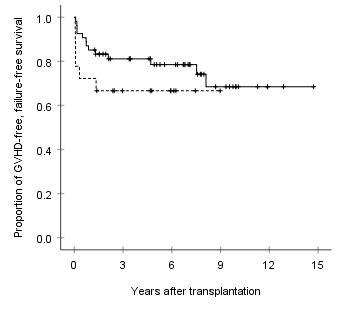 Proportion of GVHD-free, failure-free survival
1.0
0.8
0.6
0.4
0.2
0.0
0 3 6 9 12 15
Years after transplantation